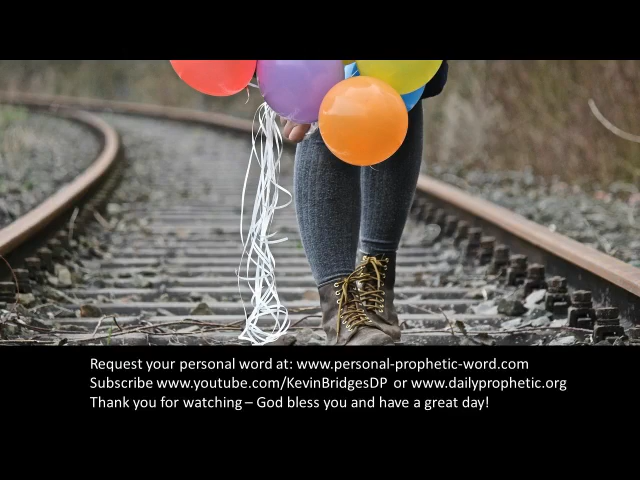 Request your personal word at: www.personal-prophetic-word.com
Subscribe www.youtube.com/KevinBridgesDP or www.dailyprophetic.org
Thank you for watching – God bless you and have a great day!